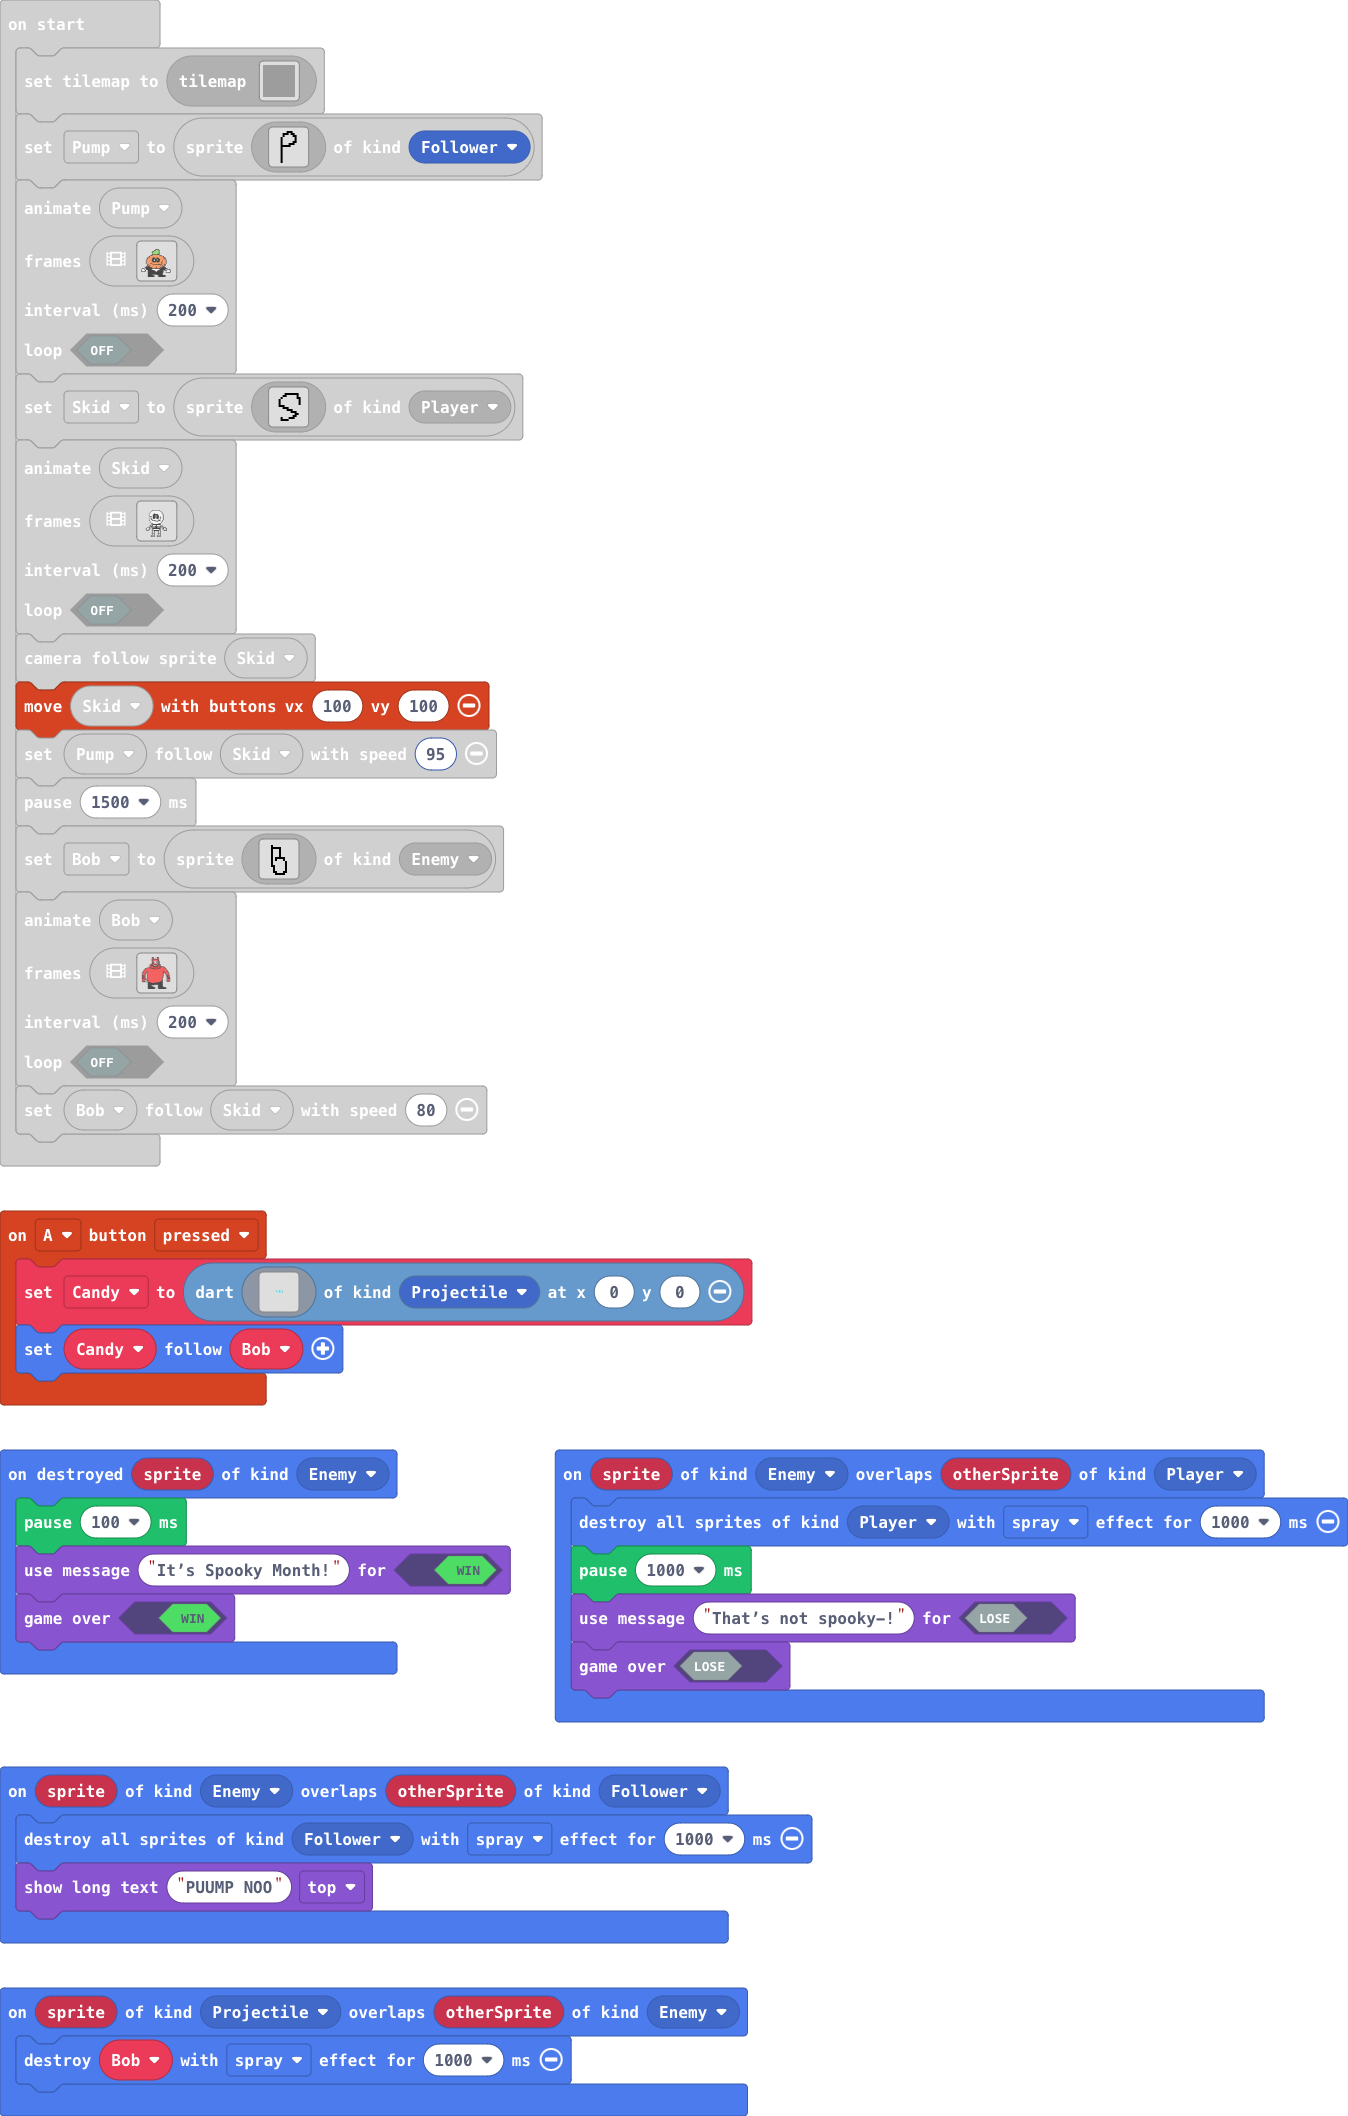 on start
set tilemap to tilemap
set Pump to sprite of kind Follower
animate Pump
frames
interval (ms) 200
loop OFF
set Skid to sprite of kind Player
animate Skid
frames
interval (ms) 200
loop OFF
camera follow sprite Skid
move Skid with buttons vx 100 vy 100
set Pump follow Skid with speed 95
pause 1500 ms
set Bob to sprite of kind Enemy
animate Bob
frames
interval (ms) 200
loop OFF
set Bob follow Skid with speed 80
on A button pressed
set Candy to dart of kind Projectile at x 0 y 0
set Candy follow Bob
on destroyed sprite of kind Enemy
pause 100 ms
use message "It’s Spooky Month!" for WIN
game over WIN
on sprite of kind Enemy overlaps otherSprite of kind Player
destroy all sprites of kind Player with spray effect for 1000 ms
pause 1000 ms
use message "That’s not spooky–!" for LOSE
game over LOSE
on sprite of kind Enemy overlaps otherSprite of kind Follower
destroy all sprites of kind Follower with spray effect for 1000 ms
show long text "PUUMP NOO" top
on sprite of kind Projectile overlaps otherSprite of kind Enemy
destroy Bob with spray effect for 1000 ms